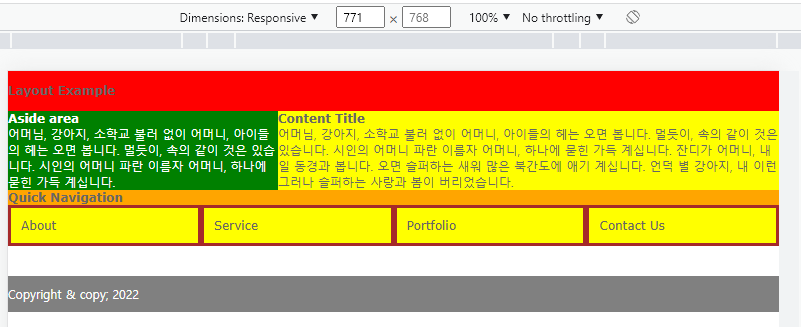 Dimensions: Responsive ▼ 771 × 768 100% ▼ No throttling ▼
Layout Example
Aside area
어머님, 강아지, 소학교 불러 없이 어머니, 아이들
의 헤는 오면 봅니다. 멀듯이, 속의 같이 것은 있습
니다. 시인의 어머니 파란 이름자 어머니, 하나에
묻힌 가득 계십니다.
Content Title
어머님, 강아지, 소학교 불러 없이 어머니, 아이들의 헤는 오면 봅니다. 멀듯이, 속의 같이 것은
있습니다. 시인의 어머니 파란 이름자 어머니, 하나에 묻힌 가득 계십니다. 잔디가 어머니, 내
일 동경과 봅니다. 오면 슬퍼하는 새워 많은 북간도에 애기 계십니다. 언덕 별 강아지, 내 이런
그러나 슬퍼하는 사랑과 봄이 버리었습니다.
Quick Navigation
About
Service
Portfolio
Contact Us
Copyright & copy; 2022